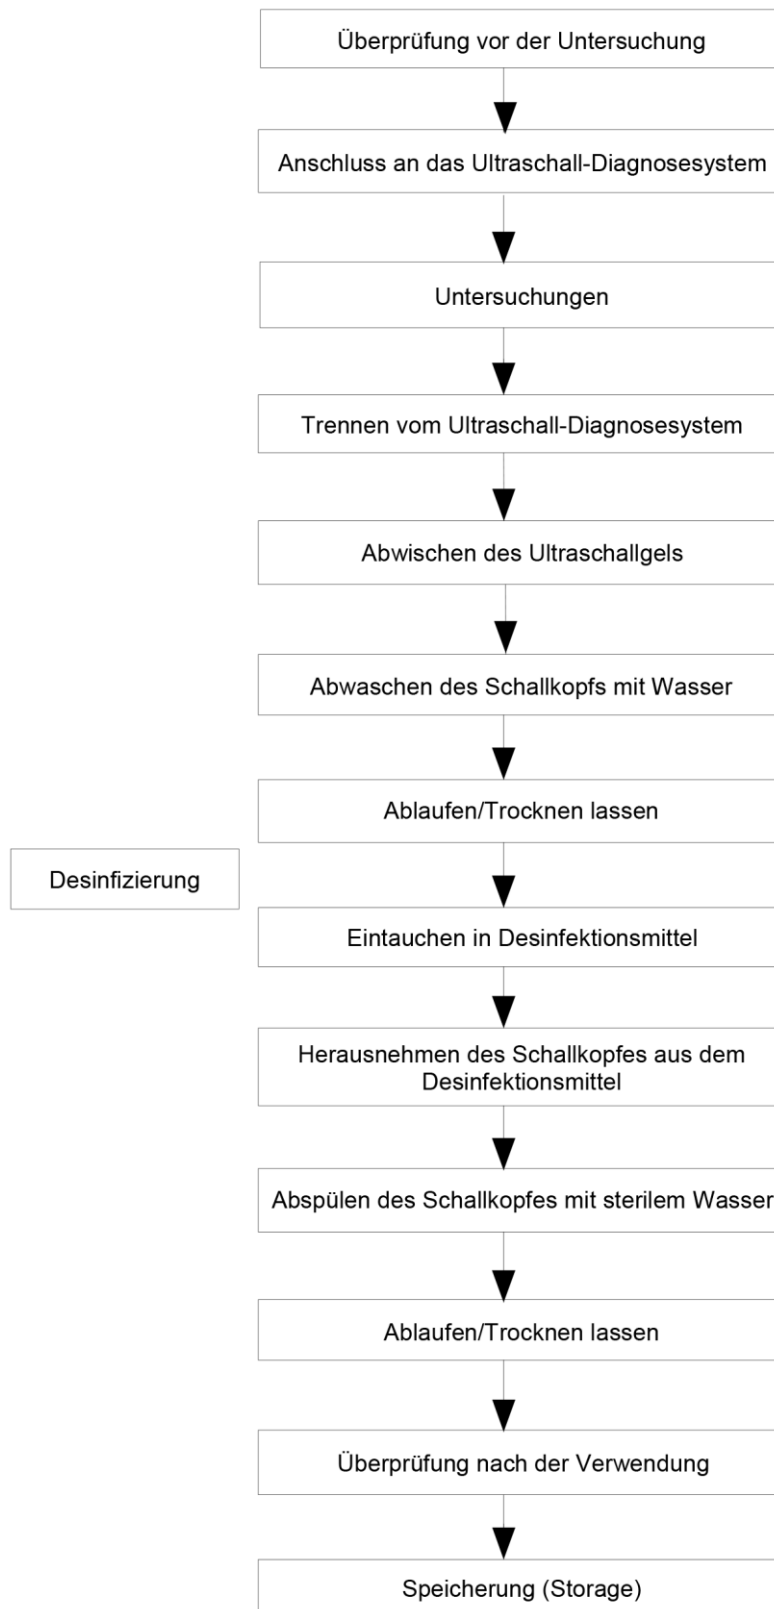 Überprüfung vor der Untersuchung
Anschluss an das Ultraschall-Diagnosesystem
Untersuchungen
Trennen vom Ultraschall-Diagnosesystem
Abwischen des Ultraschallgels
Abwaschen des Schallkopfs mit Wasser
Ablaufen/Trocknen lassen
Desinfizierung
Eintauchen in Desinfektionsmittel
Herausnehmen des Schallkopfes aus dem
Desinfektionsmittel
Abspülen des Schallkopfes mit sterilem Wasser
Ablaufen/Trocknen lassen
Überprüfung nach der Verwendung
Speicherung (Storage)